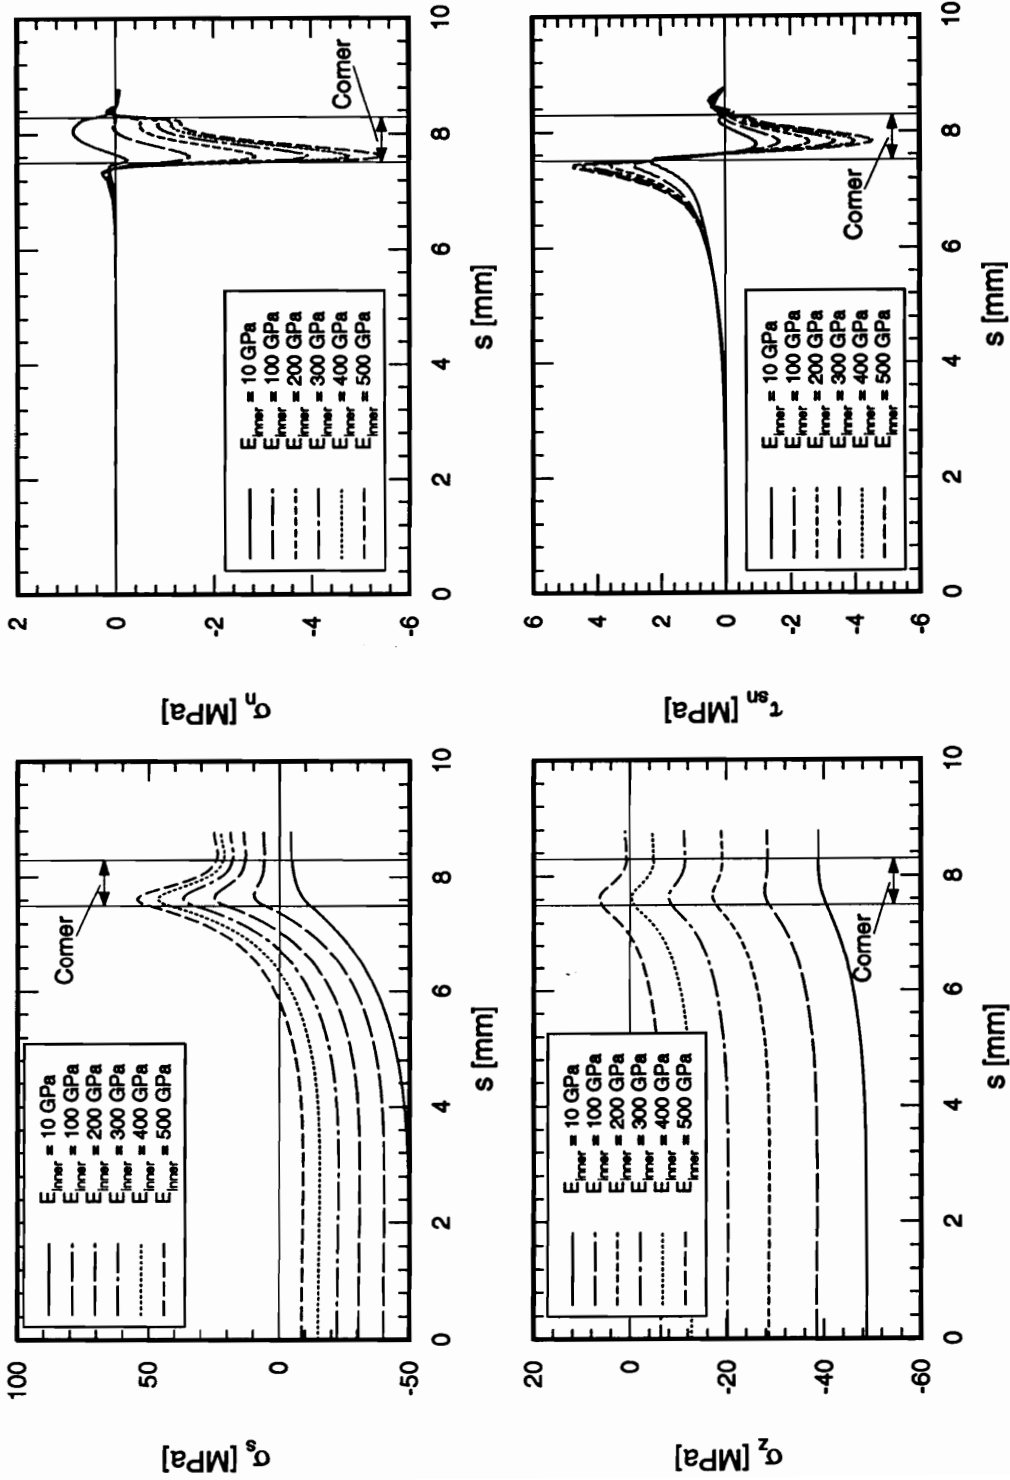 σs [MPa]
100
50
0
-50
Einner = 10 GPa
Einner = 100 GPa
Einner = 200 GPa
Einner = 300 GPa
Einner = 400 GPa
Einner = 500 GPa
Corner
0 2 4 6 8 10
s [mm]
σn [MPa]
2
0
-2
-4
-6
Einner = 10 GPa
Einner = 100 GPa
Einner = 200 GPa
Einner = 300 GPa
Einner = 400 GPa
Einner = 500 GPa
Corner
0 2 4 6 8 10
s [mm]
σz [MPa]
20
0
-20
-40
-60
Einner = 10 GPa
Einner = 100 GPa
Einner = 200 GPa
Einner = 300 GPa
Einner = 400 GPa
Einner = 500 GPa
Corner
0 2 4 6 8 10
s [mm]
τsn [MPa]
6
4
2
0
-2
-4
-6
Einner = 10 GPa
Einner = 100 GPa
Einner = 200 GPa
Einner = 300 GPa
Einner = 400 GPa
Einner = 500 GPa
Corner
0 2 4 6 8 10
s [mm]